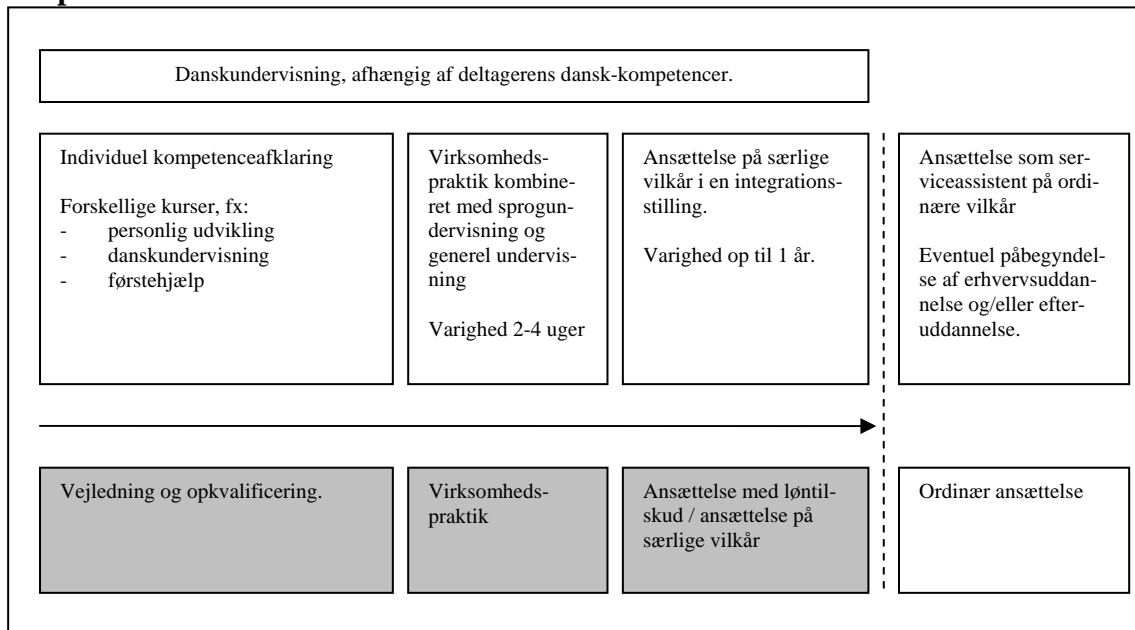 Danskundervisning, afhængig af deltagerens dansk-kompetencer.
Individuel kompetenceafklaring
Forskellige kurser, fx:
- personlig udvikling
- danskundervisning
- førstehjælp
Virksomheds-
praktik kombine-
ret med sprogun-
dervisning og
generel undervis-
ning
Varighed 2-4 uger
Ansættelse på særlige
vilkår i en integrations-
stilling.
Varighed op til 1 år.
Ansættelse som ser-
viceassistent på ordi-
nære vilkår
Eventuel påbegyndel-
se af erhvervsuddan-
nelse og/eller efter-
uddannelse.
Vejledning og opkvalificering.
Virksomheds-
praktik
Ansættelse med løntil-
skud / ansættelse på
særlige vilkår
Ordinær ansættelse